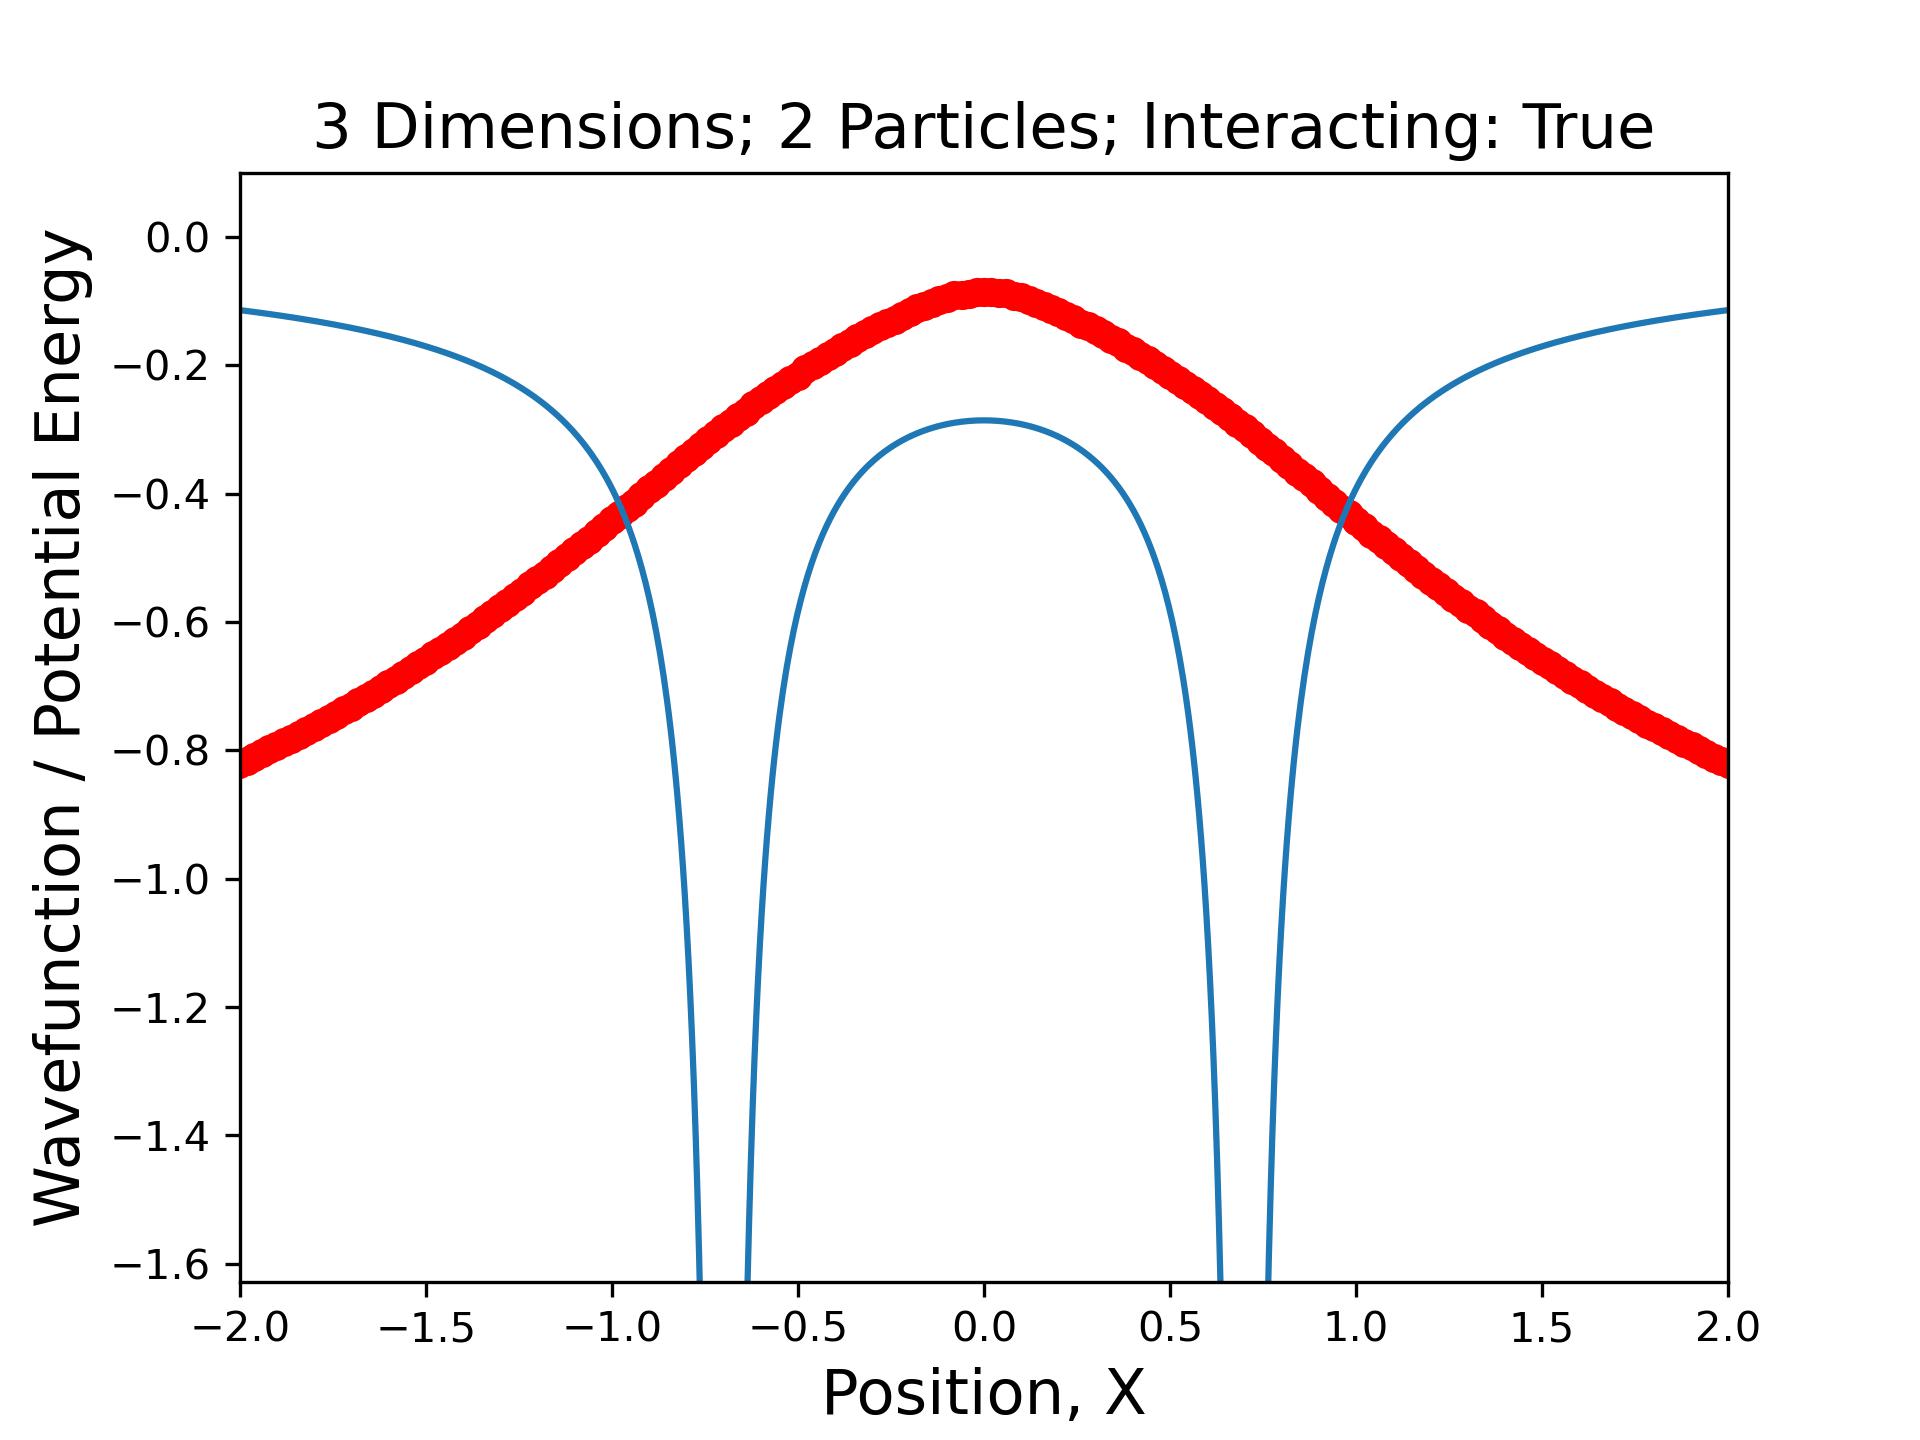 3 Dimensions; 2 Particles; Interacting: True
Wavefunction / Potential Energy
0.0
−0.2
−0.4
−0.6
−0.8
−1.0
−1.2
−1.4
−1.6
−2.0 −1.5 −1.0 −0.5 0.0 0.5 1.0 1.5 2.0
Position, X